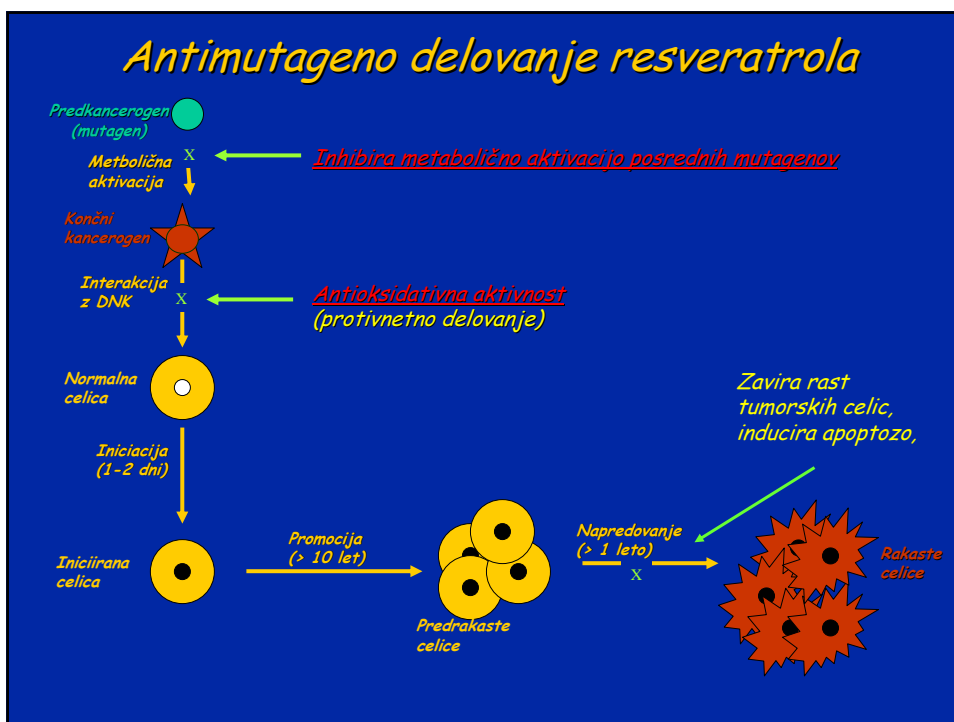 Antimutageno delovanje resveratrola
Predkancerogen
(mutagen)
Metbolična
aktivacija
X
Inhibira metabolično aktivacijo posrednih mutagenov
Končni
kancerogen
Interakcija
z DNK
X
Antioksidativna aktivnost
(protivnetno delovanje)
Normalna
celica
Zavira rast
tumorskih celic,
inducira apoptozo,
Iniciacija
(1-2 dni)
Iniciirana
celica
Promocija
(> 10 let)
Predrakaste
celice
Napredovanje
(> 1 leto)
X
Rakaste
celice